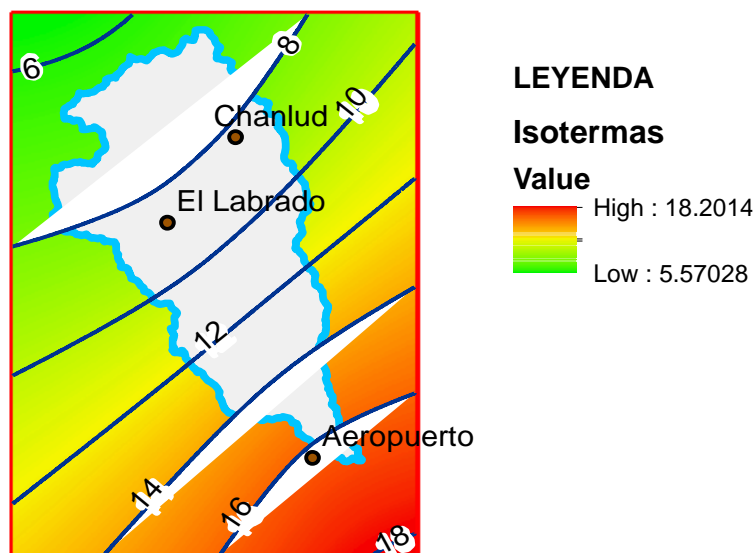 6
8
10
Chanlud
El Labrado
12
Aeropuerto
14
16
18
LEYENDA
Isotermas
Value
High : 18.2014
Low : 5.57028